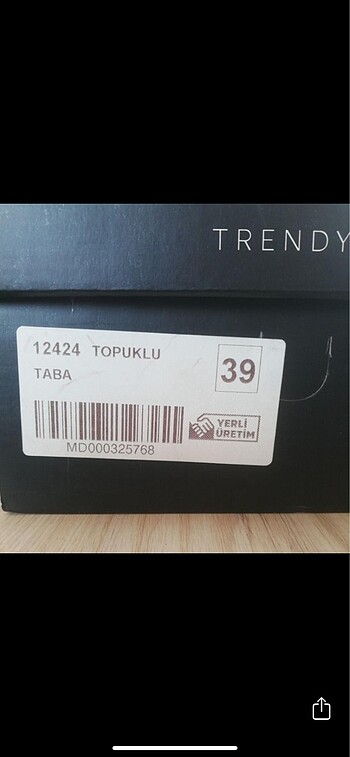 TRENDY
12424 TOPUKLU
39
TABA
YERLİ
ÜRETİM
MD000325768